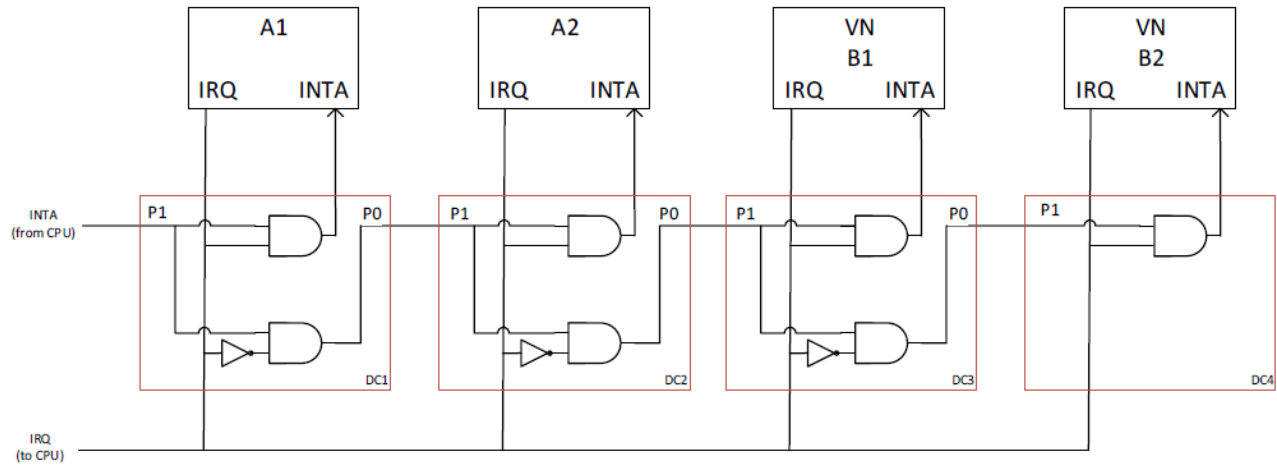 A1
IRQ INTA
A2
IRQ INTA
VN
B1
IRQ INTA
VN
B2
IRQ INTA
INTA
(from CPU)
P1 P0
DC1
P1 P0
DC2
P1 P0
DC3
P1
DC4
IRQ
(to CPU)